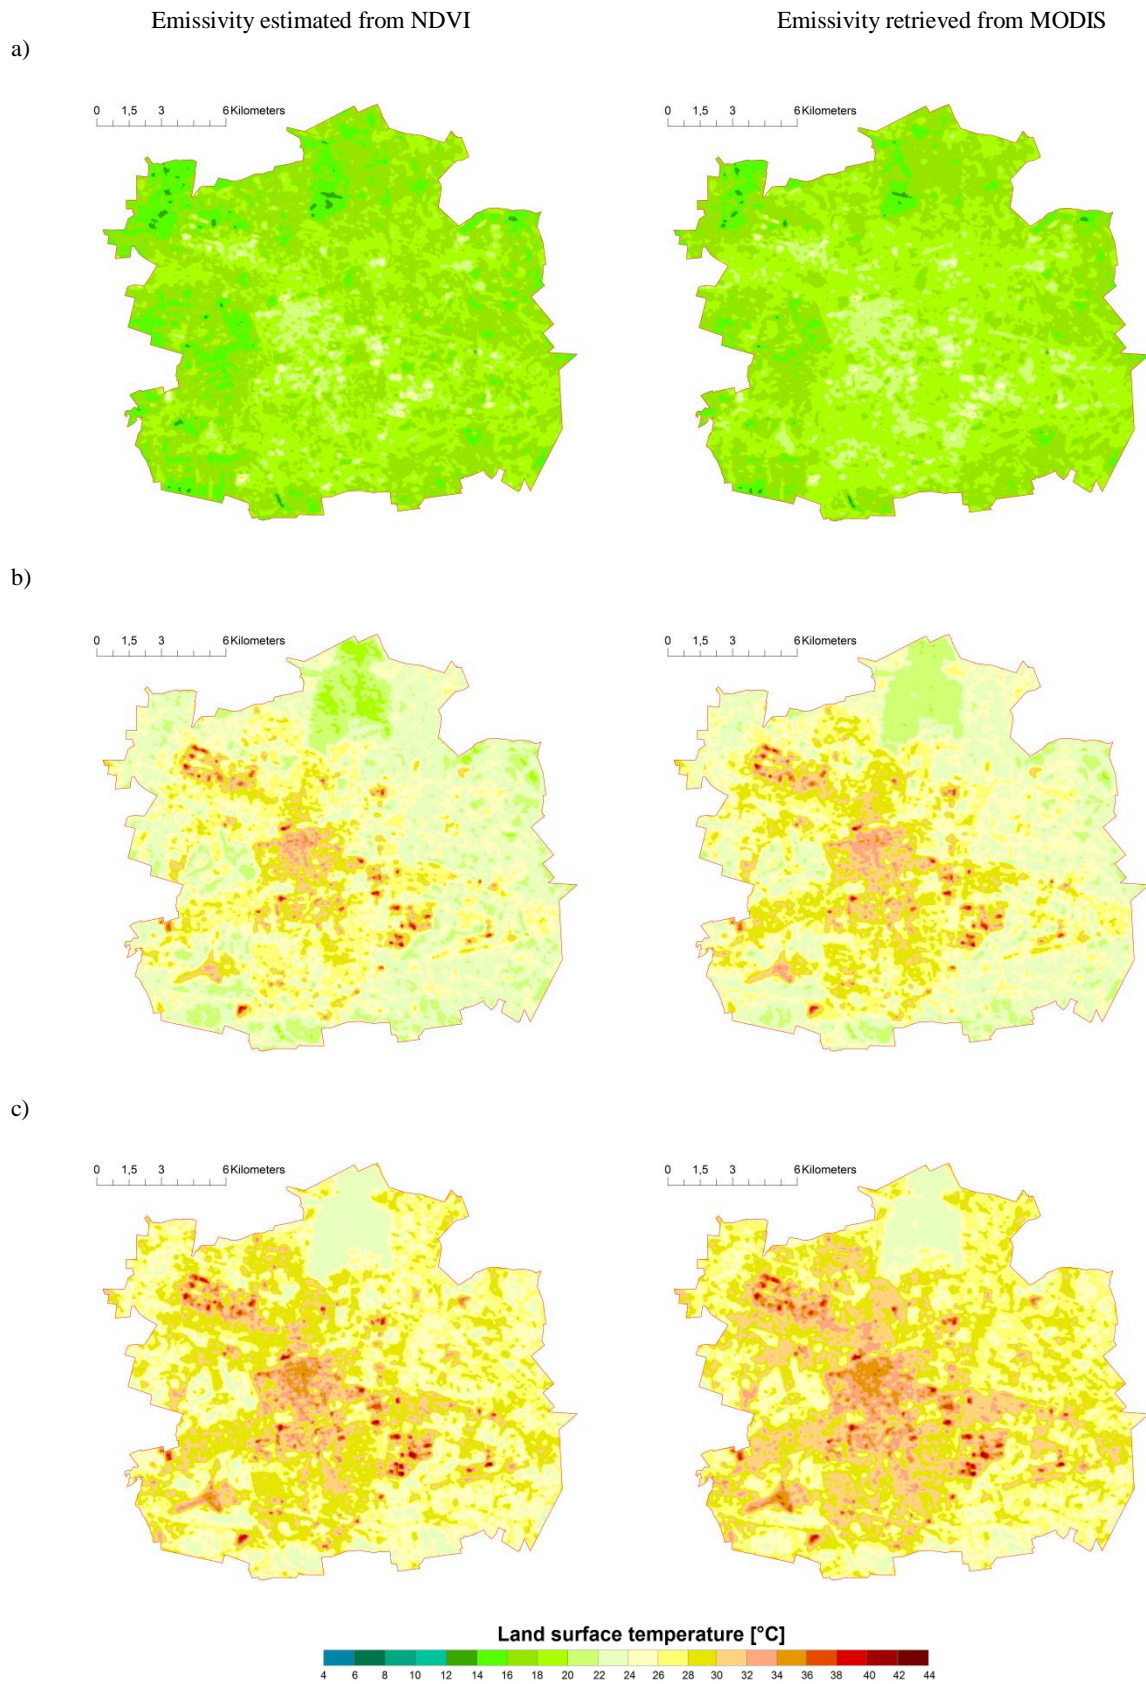 Emissivity estimated from NDVI Emissivity retrieved from MODIS
a)
0 1,5 3 6 Kilometers 0 1,5 3 6 Kilometers
b)
0 1,5 3 6 Kilometers 0 1,5 3 6 Kilometers
c)
0 1,5 3 6 Kilometers 0 1,5 3 6 Kilometers
Land surface temperature [°C]
4 6 8 10 12 14 16 18 20 22 24 26 28 30 32 34 36 38 40 42 44